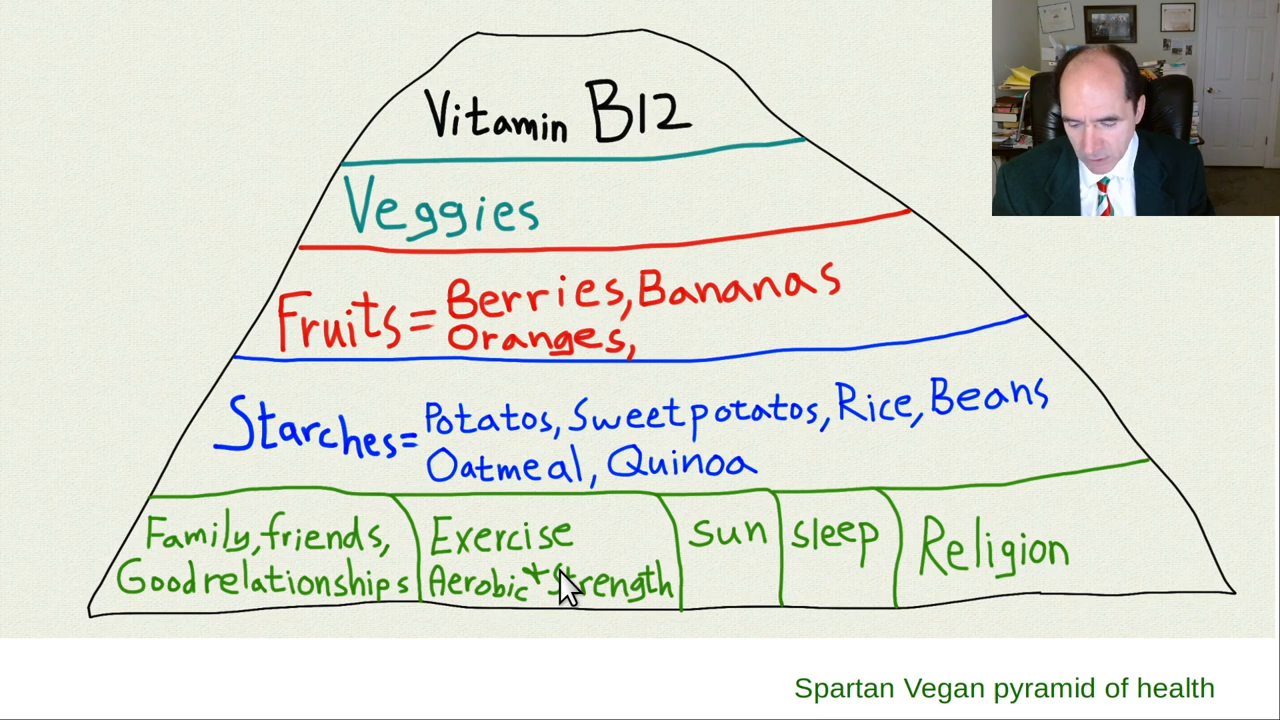 Vitamin B12
Veggies
Fruits = Berries, Bananas
Oranges,
Starches = Potatos, Sweetpotatos, Rice, Beans
Oatmeal, Quinoa
Family, friends,
Good relationships
Exercise
Aerobic + Strength
Sun
sleep
Religion
Spartan Vegan pyramid of health